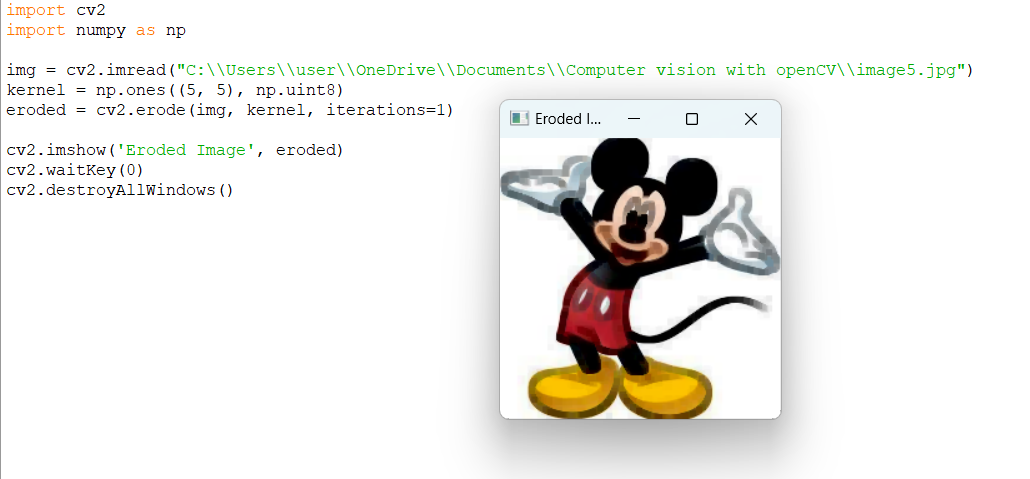 import cv2
import numpy as np
img = cv2.imread("C:\\Users\\user\\OneDrive\\Documents\\Computer vision with openCV\\image5.jpg")
kernel = np.ones((5, 5), np.uint8)
eroded = cv2.erode(img, kernel, iterations=1)
Eroded I...
cv2.imshow('Eroded Image', eroded)
cv2.waitKey(0)
cv2.destroyAllWindows()